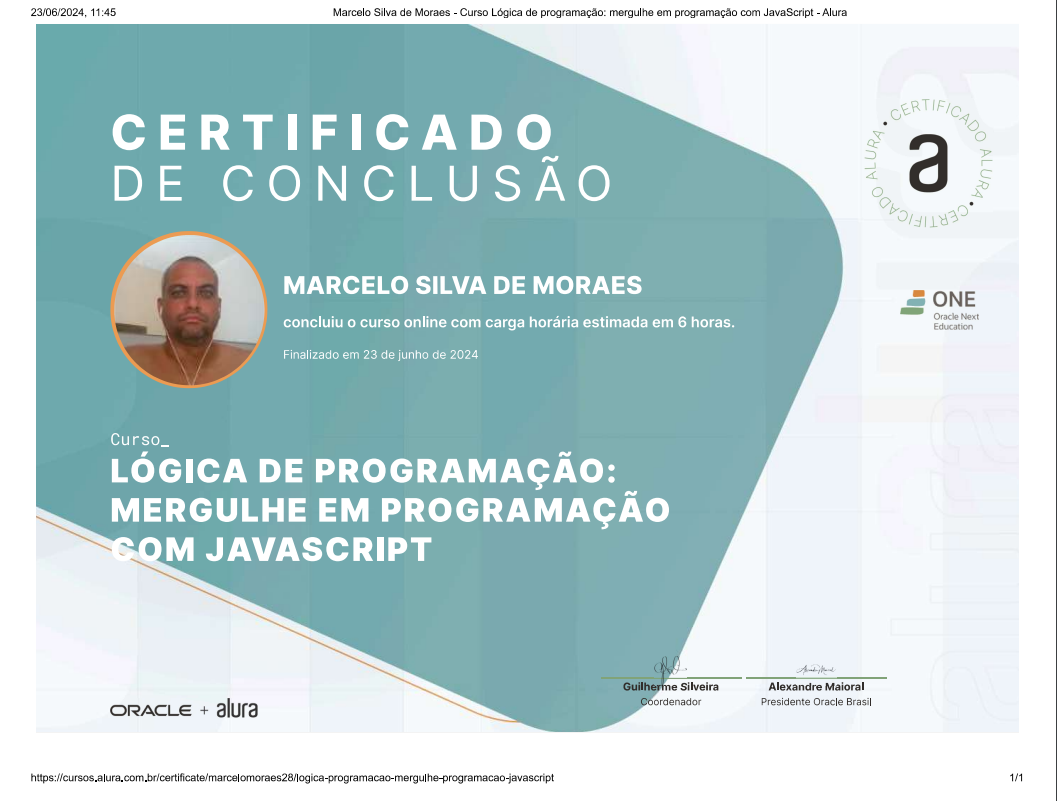 23/06/2024, 11:45
Marcelo Silva de Moraes - Curso Lógica de programação: mergulhe em programação com JavaScript - Alura
CERTIFICADO
DE CONCLUSÃO
CERTIFICADO ALURA • CERTIFICADO ALURA •
a
MARCELO SILVA DE MORAES
concluiu o curso online com carga horária estimada em 6 horas.
Finalizado em 23 de junho de 2024
ONE
Oracle Next
Education
Curso_
LÓGICA DE PROGRAMAÇÃO:
MERGULHE EM PROGRAMAÇÃO
COM JAVASCRIPT
Guilherme Silveira
Coordenador
Alexandre Maioral
Presidente Oracle Brasil
ORACLE + alura
https://cursos.alura.com.br/certificate/marcelomoraes28/logica-programacao-mergulhe-programacao-javascript
1/1